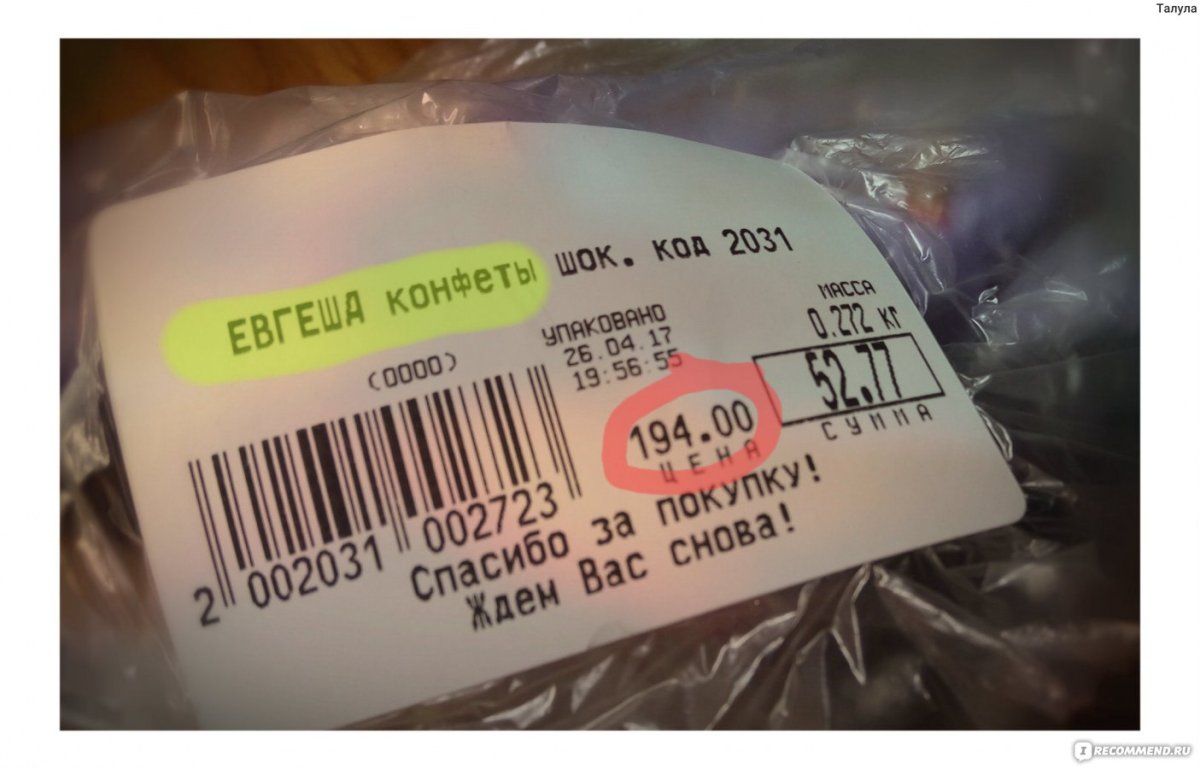 Талула
ЕВГЕША конфеты шок. код 2031
(0000)
УПАКОВАНО
26.04.17
19:56:55
МАССА
0.272 кг
52.77
СУММА
194.00
ЦЕНА
2 002031 002723
Спасибо за покупку!
Ждем Вас снова!
IRECOMMEND.RU